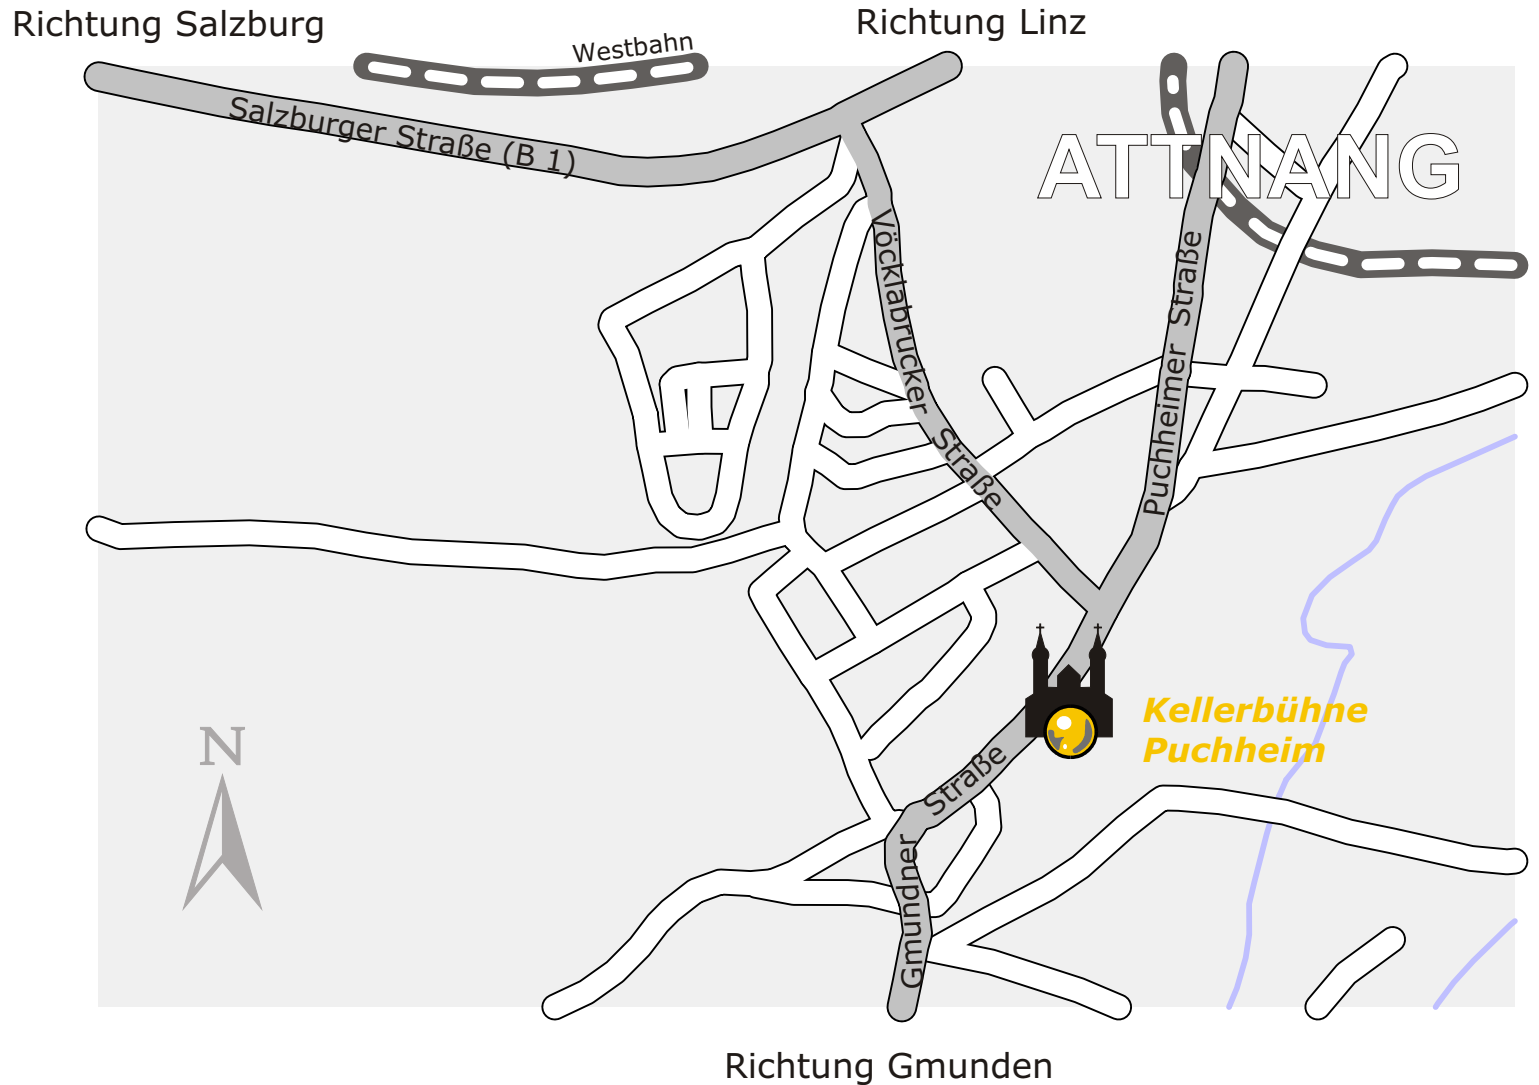 Richtung Salzburg
Richtung Linz
Westbahn
Salzburger Straße (B 1)
ATTNANG
Vöcklabrucker Straße
Puchheimer Straße
Kellerbühne
Puchheim
N
Gmundner Straße
Richtung Gmunden